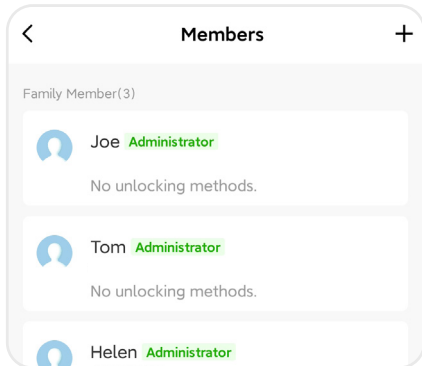 Members
Family Member(3)
Joe Administrator
No unlocking methods.
Tom Administrator
No unlocking methods.
Helen Administrator